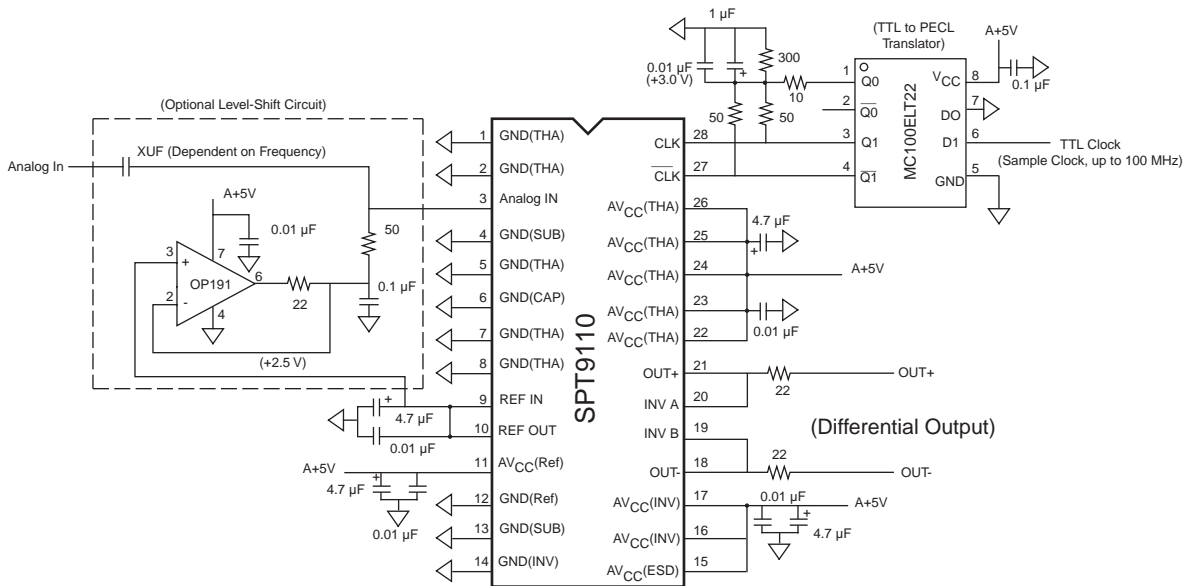 1 µF
(TTL to PECL
Translator)
A+5V
300
0.01 µF
(+3.0 V)
+
10
50
50
1
Q0
2
Q0
3
Q1
4
Q1
MC100ELT22
VCC
8
DO
7
D1
6
GND
5
0.1 µF
TTL Clock
(Sample Clock, up to 100 MHz)
(Optional Level-Shift Circuit)
Analog In
XUF (Dependent on Frequency)
A+5V
0.01 µF
7
3
+
OP191
2
-
6
4
22
50
0.1 µF
(+2.5 V)
SPT9110
1
GND(THA)
2
GND(THA)
3
Analog IN
4
GND(SUB)
5
GND(THA)
6
GND(CAP)
7
GND(THA)
8
GND(THA)
9
REF IN
10
REF OUT
11
AVCC(Ref)
12
GND(Ref)
13
GND(SUB)
14
GND(INV)
+
4.7 µF
0.01 µF
A+5V
+
4.7 µF
0.01 µF
CLK
28
CLK
27
AVCC(THA)
26
AVCC(THA)
25
AVCC(THA)
24
AVCC(THA)
23
AVCC(THA)
22
OUT+
21
INV A
20
INV B
19
OUT-
18
AVCC(INV)
17
AVCC(INV)
16
AVCC(ESD)
15
4.7 µF
+
A+5V
0.01 µF
22
OUT+
(Differential Output)
22
OUT-
0.01 µF
A+5V
+
4.7 µF